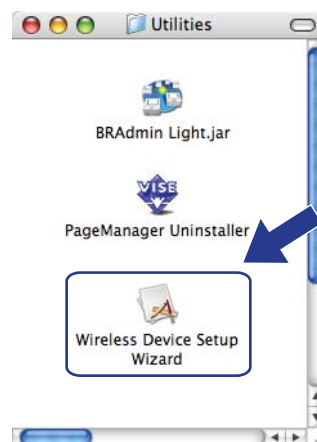 Utilities
BRAdmin Light.jar
VISE
PageManager Uninstaller
Wireless Device Setup
Wizard